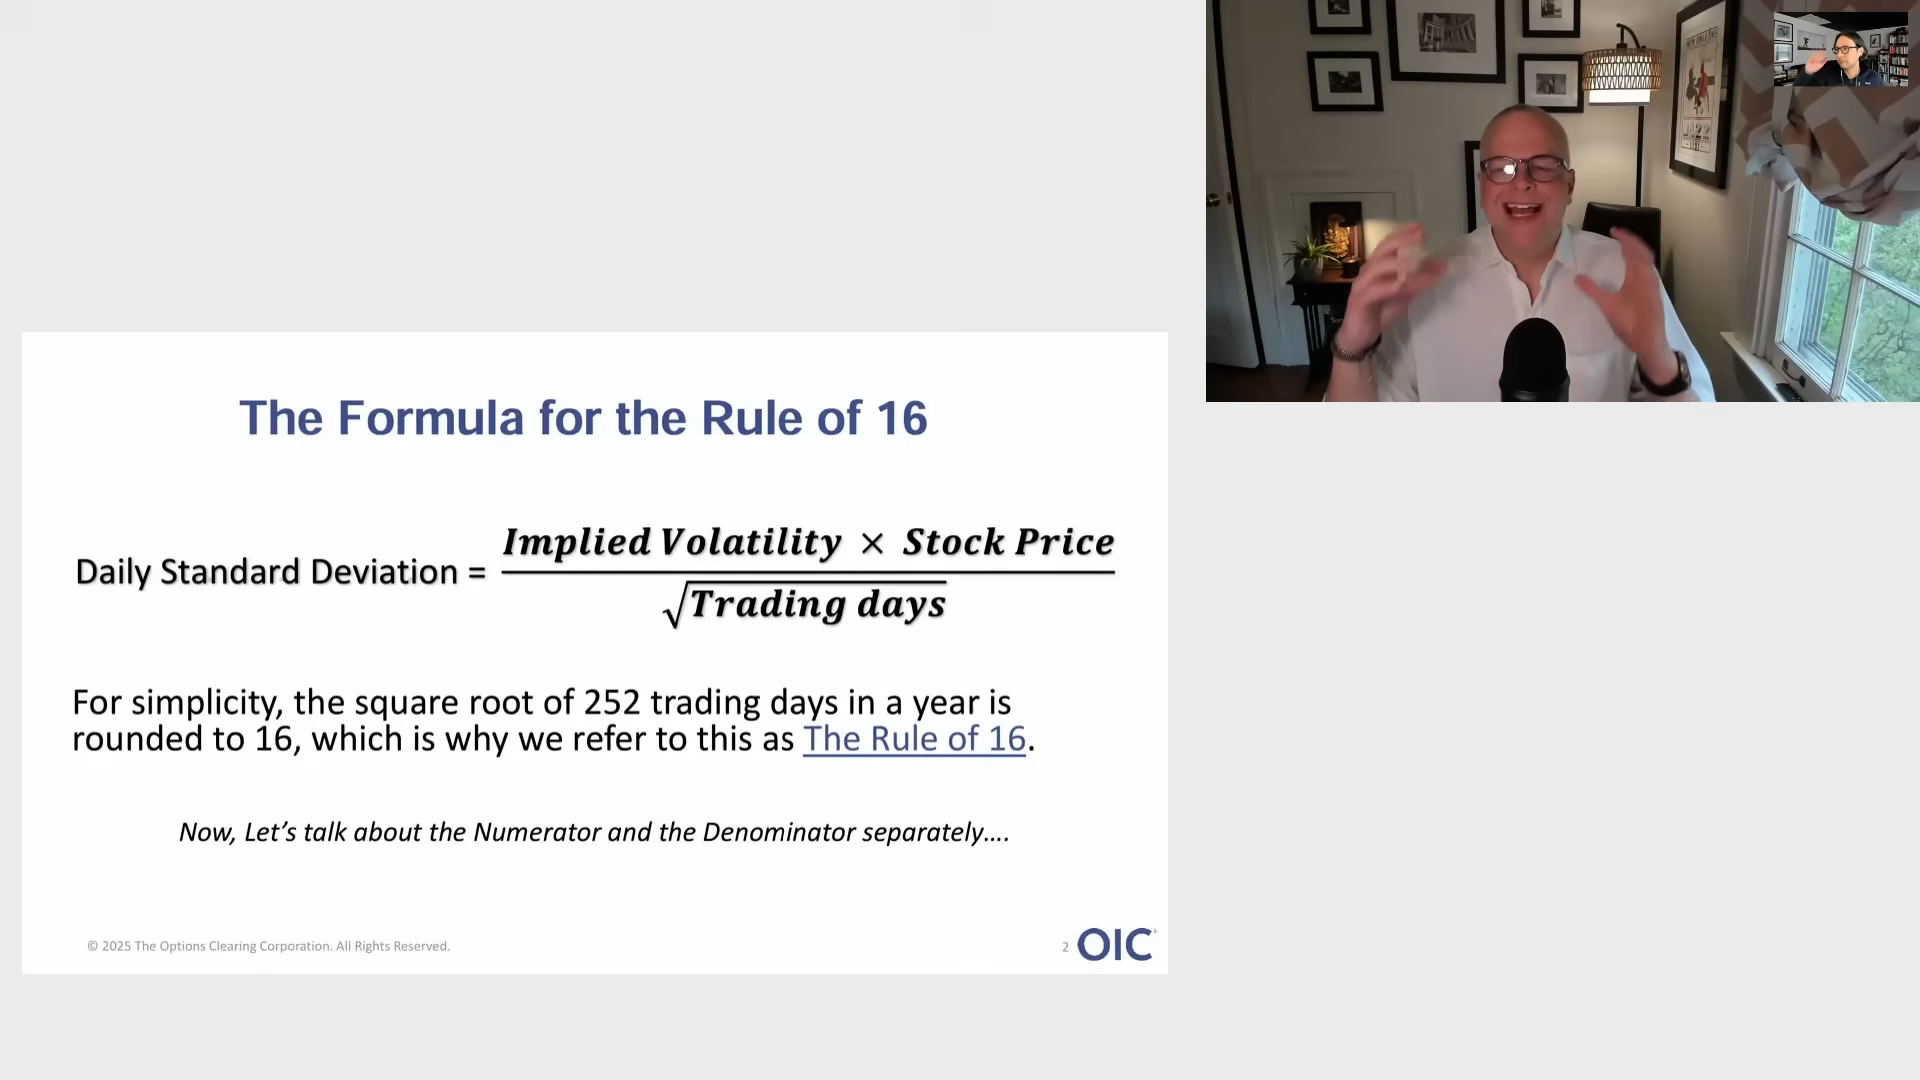 The Formula for the Rule of 16
Daily Standard Deviation = Implied Volatility × Stock Price
√Trading days
For simplicity, the square root of 252 trading days in a year is
rounded to 16, which is why we refer to this as The Rule of 16.
Now, Let’s talk about the Numerator and the Denominator separately....
© 2025 The Options Clearing Corporation. All Rights Reserved.
2 OIC